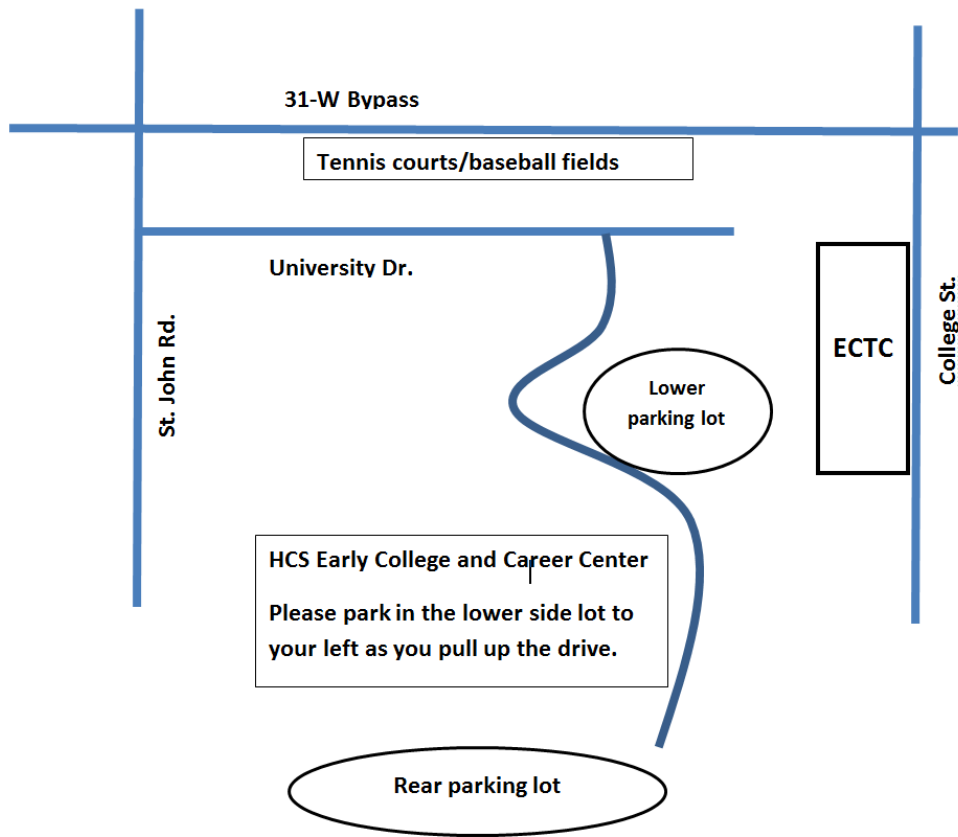 31-W Bypass
Tennis courts/baseball fields
University Dr.
St. John Rd.
College St.
ECTC
Lower
parking lot
HCS Early College and Career Center
Please park in the lower side lot to
your left as you pull up the drive.
Rear parking lot